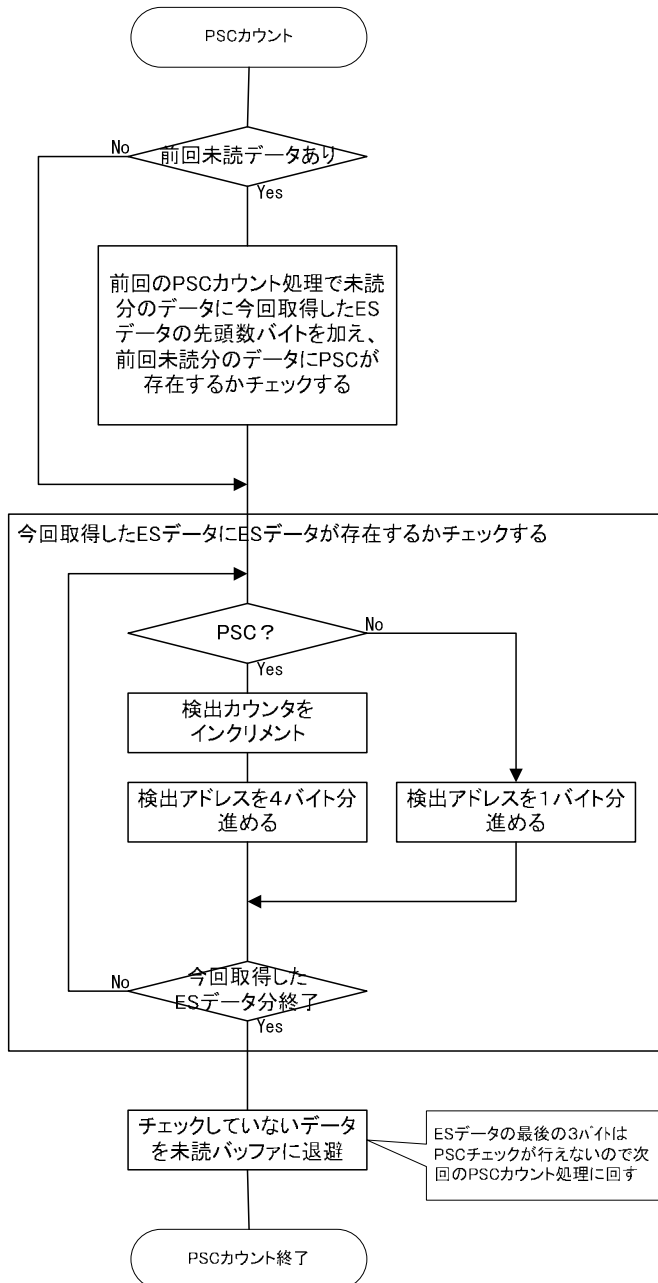 PSCカウント
前回未読データあり
No
Yes
前回のPSCカウント処理で未読
分のデータに今回取得したES
データの先頭数バイトを加え、
前回未読分のデータにPSCが
存在するかチェックする
今回取得したESデータにESデータが存在するかチェックする
PSC？
No
Yes
検出カウンタを
インクリメント
検出アドレスを4バイト分
進める
検出アドレスを1バイト分
進める
今回取得した
ESデータ分終了
No
Yes
チェックしていないデータ
を未読バッファに退避
ESデータの最後の3バイトは
PSCチェックが行えないので次
回のPSCカウント処理に回す
PSCカウント終了